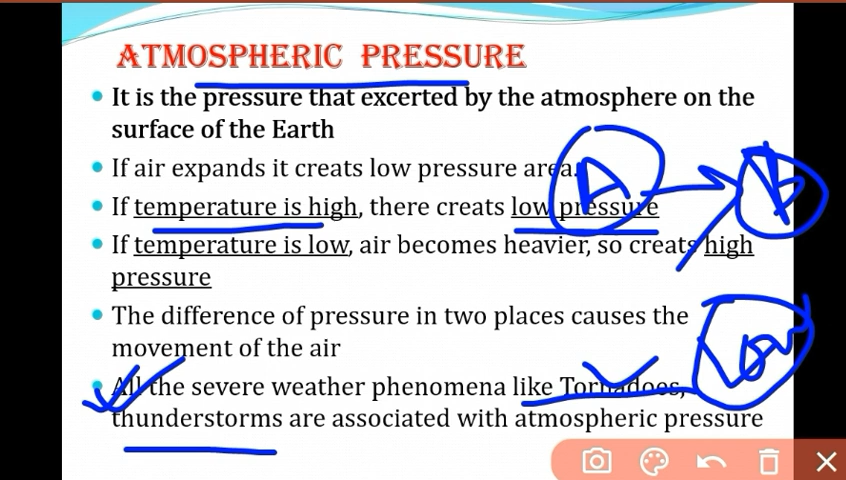 ATMOSPHERIC PRESSURE
It is the pressure that excerted by the atmosphere on the
surface of the Earth
If air expands it creats low pressure area.
If temperature is high, there creats low pressure
If temperature is low, air becomes heavier, so creats high
pressure
The difference of pressure in two places causes the
movement of the air
All the severe weather phenomena like Tornadoes,
thunderstorms are associated with atmospheric pressure
A
B
Low